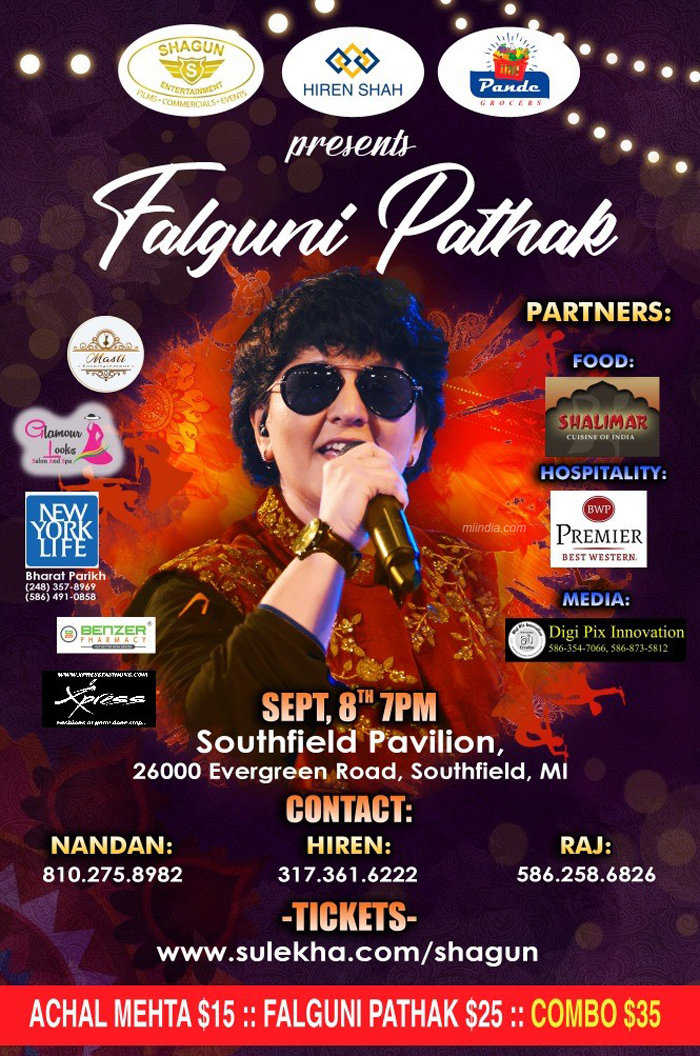 SHAGUN
S
ENTERTAINMENT
FILMS • COMMERCIALS • EVENTS
HIREN SHAH
Pande
GROCERS
presents
Falguni Pathak
PARTNERS:
Masti
Entertainment
FOOD:
SHALIMAR
CUISINE OF INDIA
Glamour
Looks
Salon And Spa
HOSPITALITY:
NEW
YORK
LIFE
Bharat Parikh
(248) 357-8969
(586) 491-0858
miindia.com
BWP
PREMIER
BEST WESTERN.
MEDIA:
BENZER
PHARMACY
Digi Pix Innovation
586-354-7066, 586-873-5812
Xpress
SEPT, 8TH 7PM
Southfield Pavilion,
26000 Evergreen Road, Southfield, MI
CONTACT:
NANDAN: HIREN: RAJ:
810.275.8982 317.361.6222 586.258.6826
-TICKETS-
www.sulekha.com/shagun
ACHAL MEHTA $15 :: FALGUNI PATHAK $25 :: COMBO $35